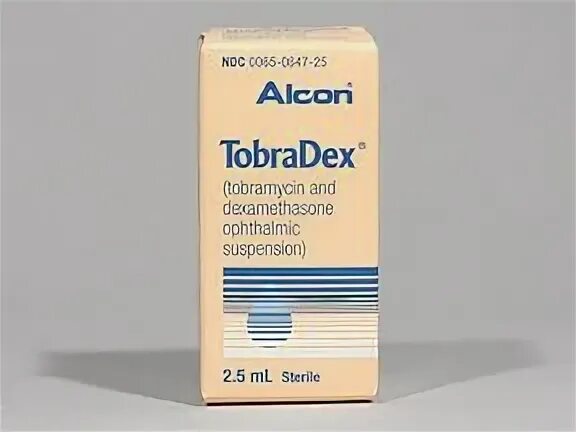 NDC 0065-0647-25
Alcon
TobraDex®
(tobramycin and
dexamethasone
ophthalmic
suspension)
2.5 mL Sterile